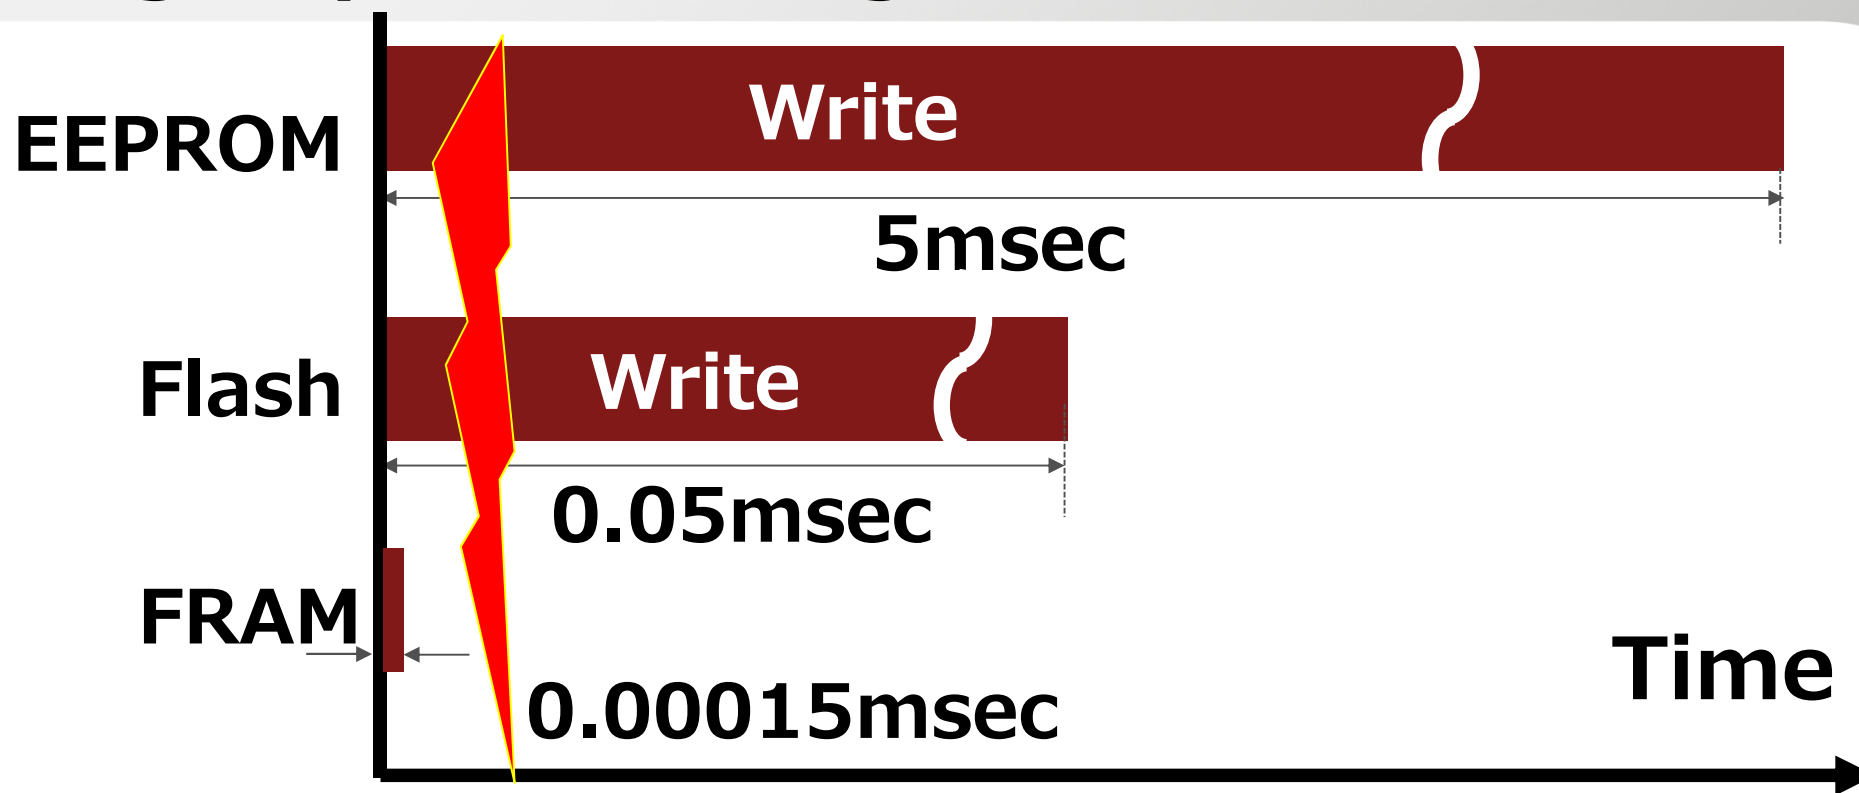 Write
EEPROM
5msec
Write
Flash
0.05msec
FRAM
0.00015msec
Time